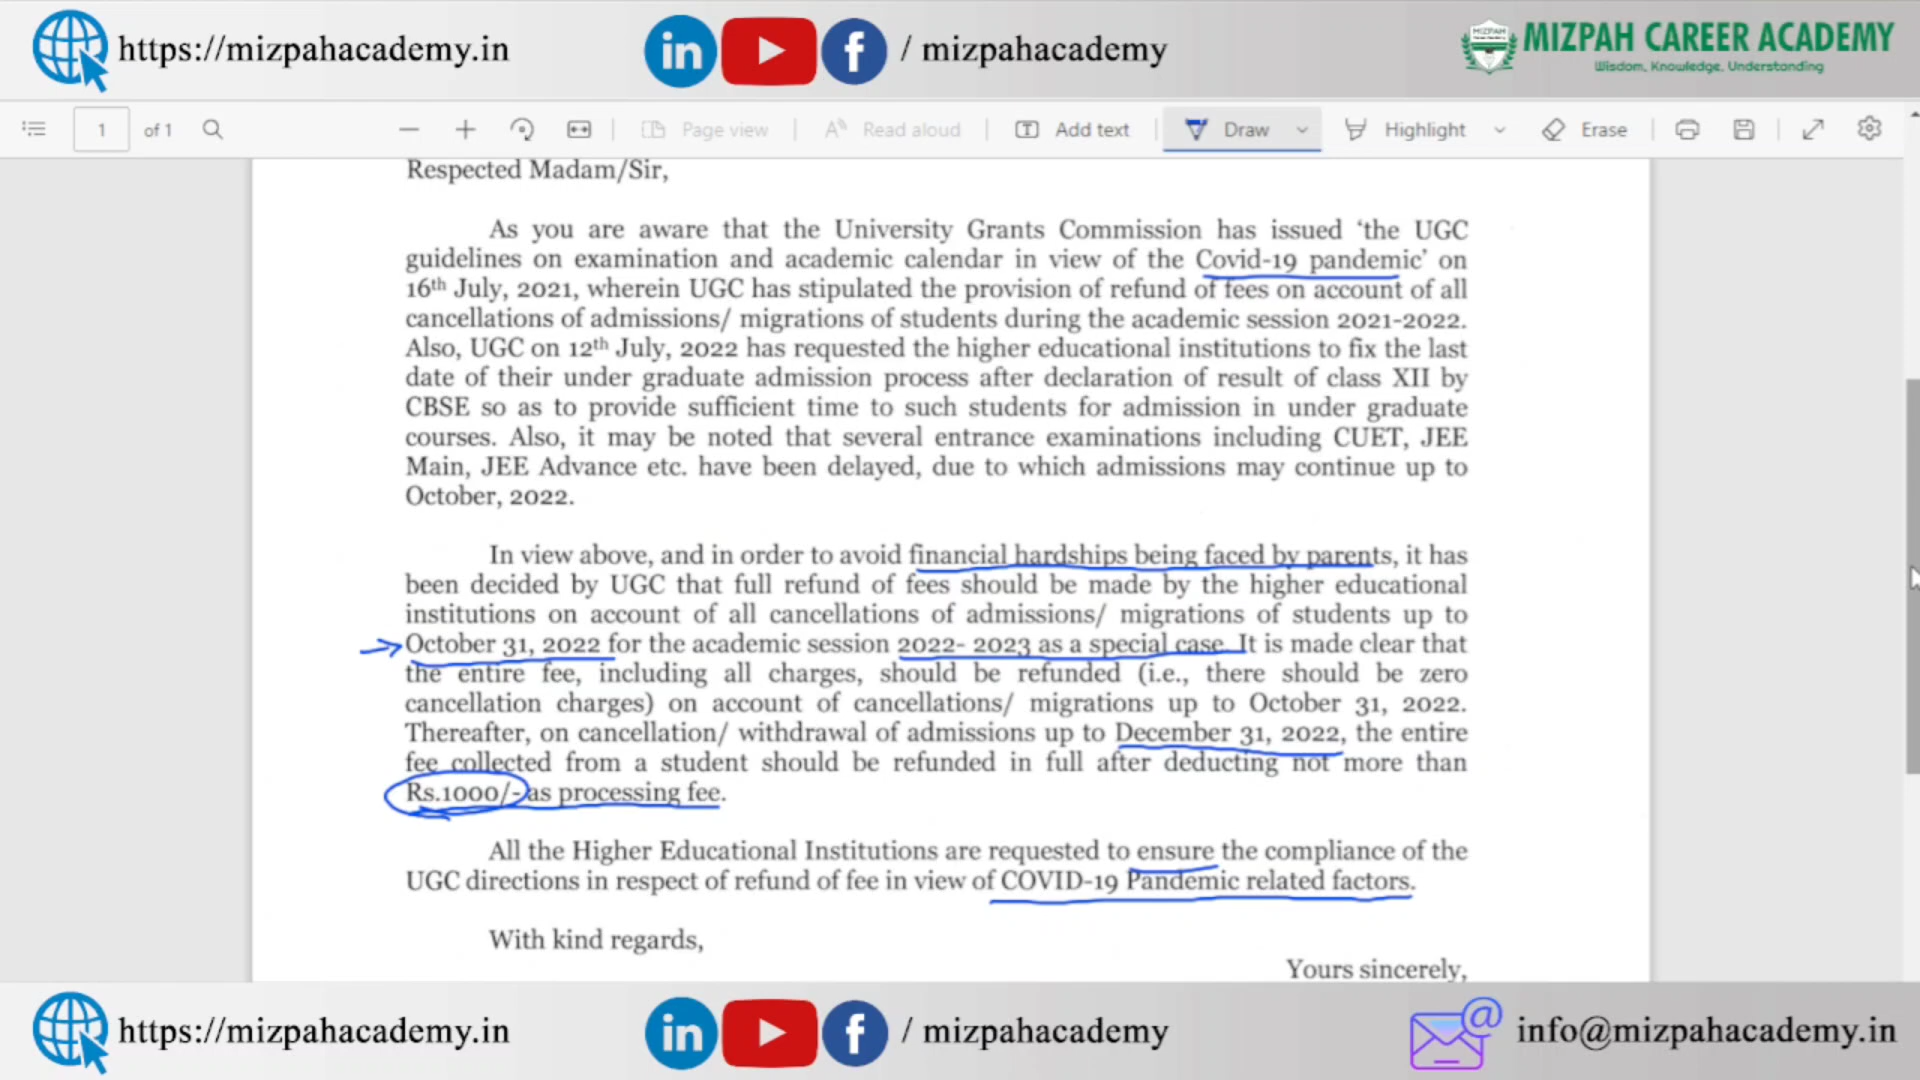 https://mizpahacademy.in
in f / mizpahacademy
MIZPAH
MIZPAH CAREER ACADEMY
Wisdom, Knowledge, Understanding
1 of 1 Page view Read aloud Add text Draw Highlight Erase
Respected Madam/Sir,
As you are aware that the University Grants Commission has issued ‘the UGC
guidelines on examination and academic calendar in view of the Covid-19 pandemic’ on
16th July, 2021, wherein UGC has stipulated the provision of refund of fees on account of all
cancellations of admissions/ migrations of students during the academic session 2021-2022.
Also, UGC on 12th July, 2022 has requested the higher educational institutions to fix the last
date of their under graduate admission process after declaration of result of class XII by
CBSE so as to provide sufficient time to such students for admission in under graduate
courses. Also, it may be noted that several entrance examinations including CUET, JEE
Main, JEE Advance etc. have been delayed, due to which admissions may continue up to
October, 2022.
In view above, and in order to avoid financial hardships being faced by parents, it has
been decided by UGC that full refund of fees should be made by the higher educational
institutions on account of all cancellations of admissions/ migrations of students up to
October 31, 2022 for the academic session 2022- 2023 as a special case. It is made clear that
the entire fee, including all charges, should be refunded (i.e., there should be zero
cancellation charges) on account of cancellations/ migrations up to October 31, 2022.
Thereafter, on cancellation/ withdrawal of admissions up to December 31, 2022, the entire
fee collected from a student should be refunded in full after deducting not more than
Rs.1000/- as processing fee.
All the Higher Educational Institutions are requested to ensure the compliance of the
UGC directions in respect of refund of fee in view of COVID-19 Pandemic related factors.
With kind regards,
Yours sincerely,
https://mizpahacademy.in
in f / mizpahacademy
@ info@mizpahacademy.in